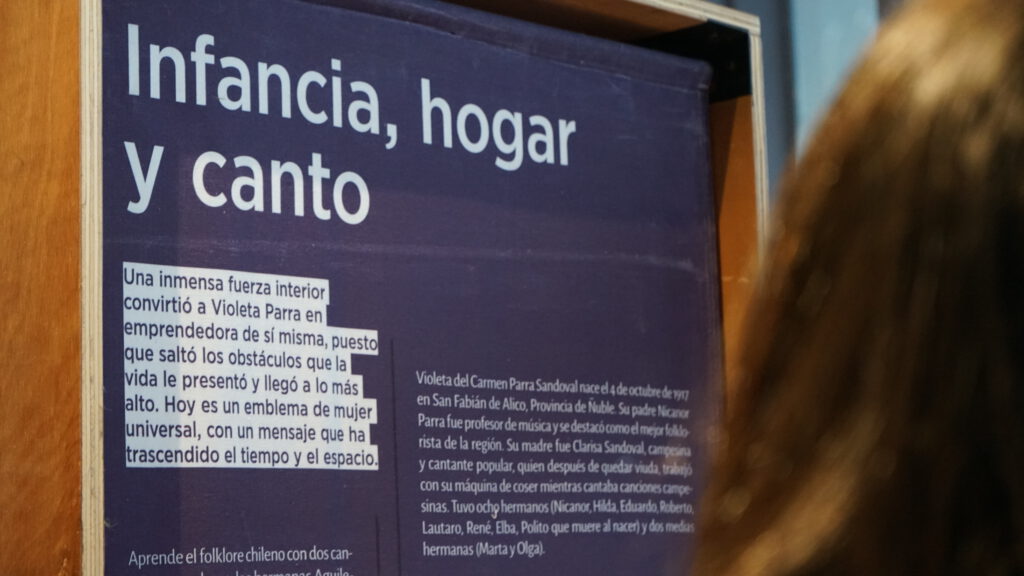 Infancia, hogar
y canto
Una inmensa fuerza interior
convirtió a Violeta Parra en
emprendedora de sí misma, puesto
que saltó los obstáculos que la
vida le presentó y llegó a lo más
alto. Hoy es un emblema de mujer
universal, con un mensaje que ha
trascendido el tiempo y el espacio.
Violeta del Carmen Parra Sandoval nace el 4 de octubre de 1917
en San Fabián de Alico, Provincia de Ñuble. Su padre Nicanor
Parra fue profesor de música y se destacó como el mejor folklo-
rista de la región. Su madre fue Clarisa Sandoval, campesina
y cantante popular, quien después de quedar viuda, trabajó
con su máquina de coser mientras cantaba canciones campe-
sinas. Tuvo ocho hermanos (Nicanor, Hilda, Eduardo, Roberto,
Lautaro, René, Elba, Polito que muere al nacer) y dos medias
hermanas (Marta y Olga).
Aprende el folklore chileno con dos can-